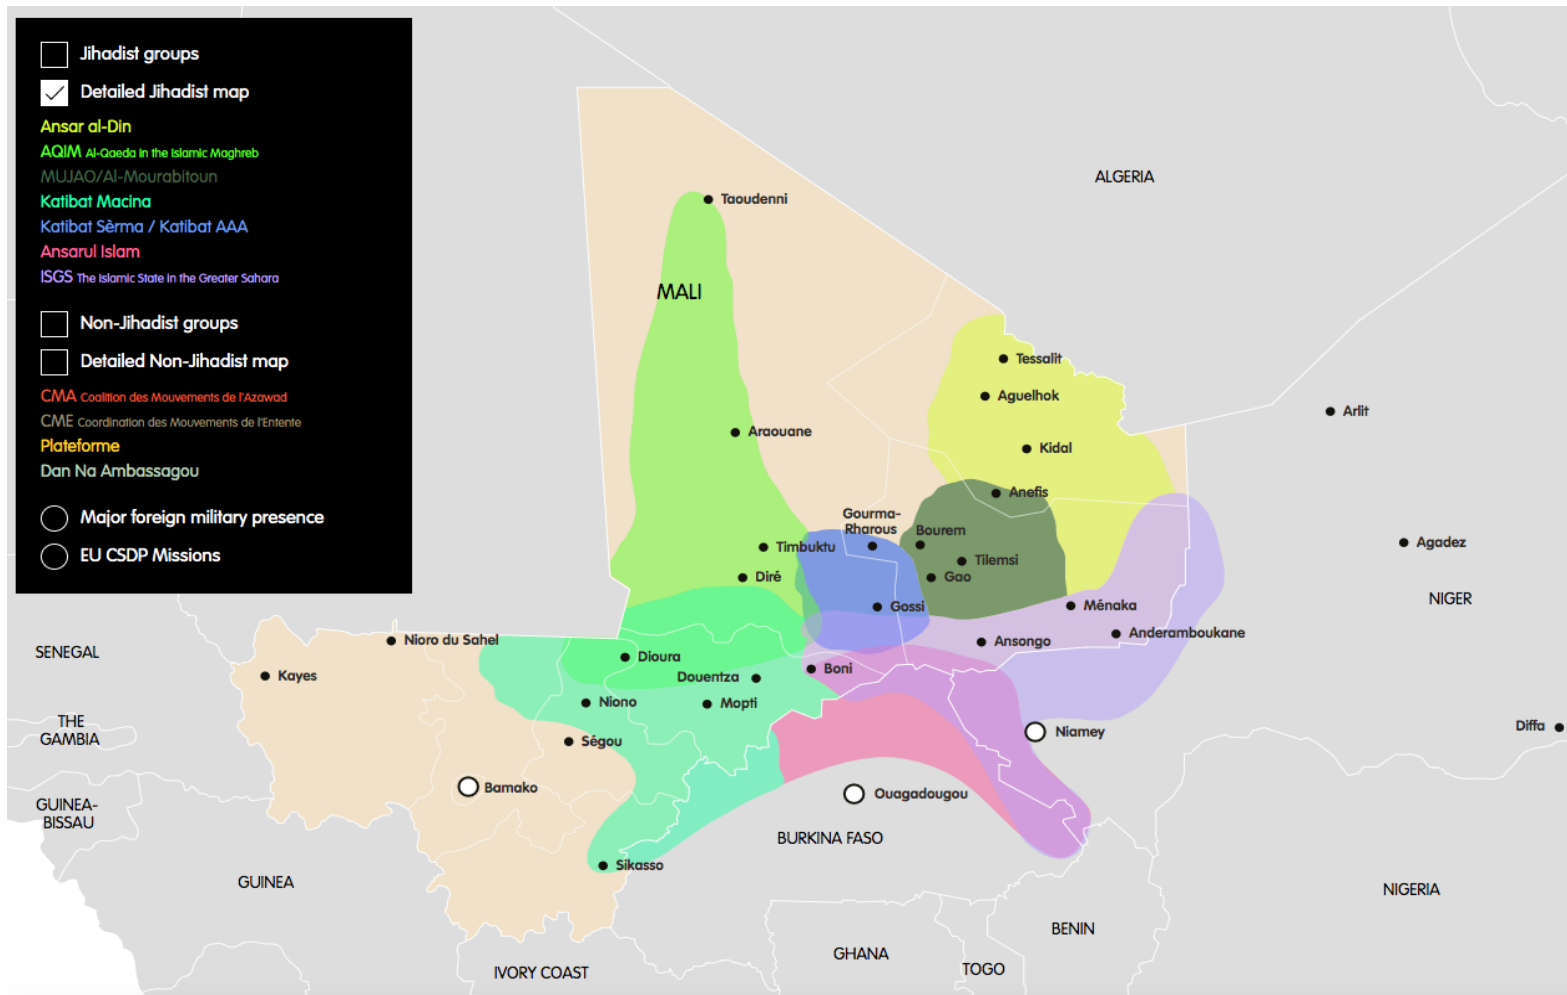 Jihadist groups
Detailed Jihadist map
Ansar al-Din
AQIM Al-Qaeda in the Islamic Maghreb
MUJAO/Al-Mourabitoun
Katibat Macina
Katibat Sèrma / Katibat AAA
Ansarul Islam
ISGS The Islamic State in the Greater Sahara
Non-Jihadist groups
Detailed Non-Jihadist map
CMA Coalition des Mouvements de l'Azawad
CME Coordination des Mouvements de l'Entente
Plateforme
Dan Na Ambassagou
Major foreign military presence
EU CSDP Missions
ALGERIA
Taoudenni
MALI
Tessalit
Aguelhok
Arlit
Araouane
Kidal
Anefis
Gourma-
Rharous
Bourem
Timbuktu
Tilemsi
Agadez
Diré
Gao
NIGER
Gossi
Ménaka
Anderamboukane
Nioro du Sahel
Ansongo
SENEGAL
Dioura
Boni
Kayes
Douentza
Niono
Mopti
THE
GAMBIA
Ségou
Niamey
Diffa
Bamako
Ouagadougou
GUINEA-
BISSAU
BURKINA FASO
Sikasso
GUINEA
NIGERIA
BENIN
GHANA
TOGO
IVORY COAST